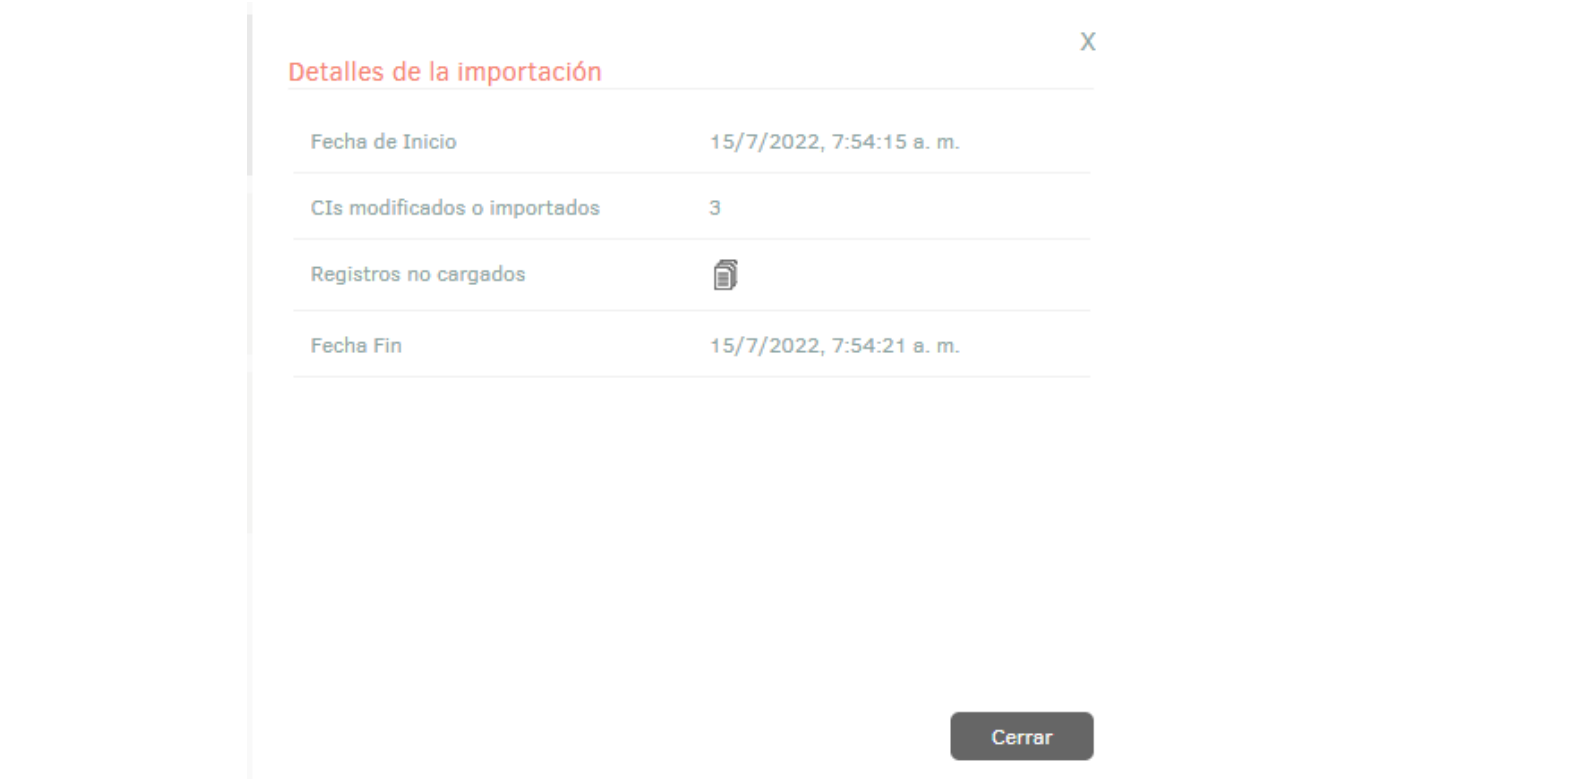 X
Detalles de la importación
Fecha de Inicio 15/7/2022, 7:54:15 a. m.
CIs modificados o importados 3
Registros no cargados
Fecha Fin 15/7/2022, 7:54:21 a. m.
Cerrar